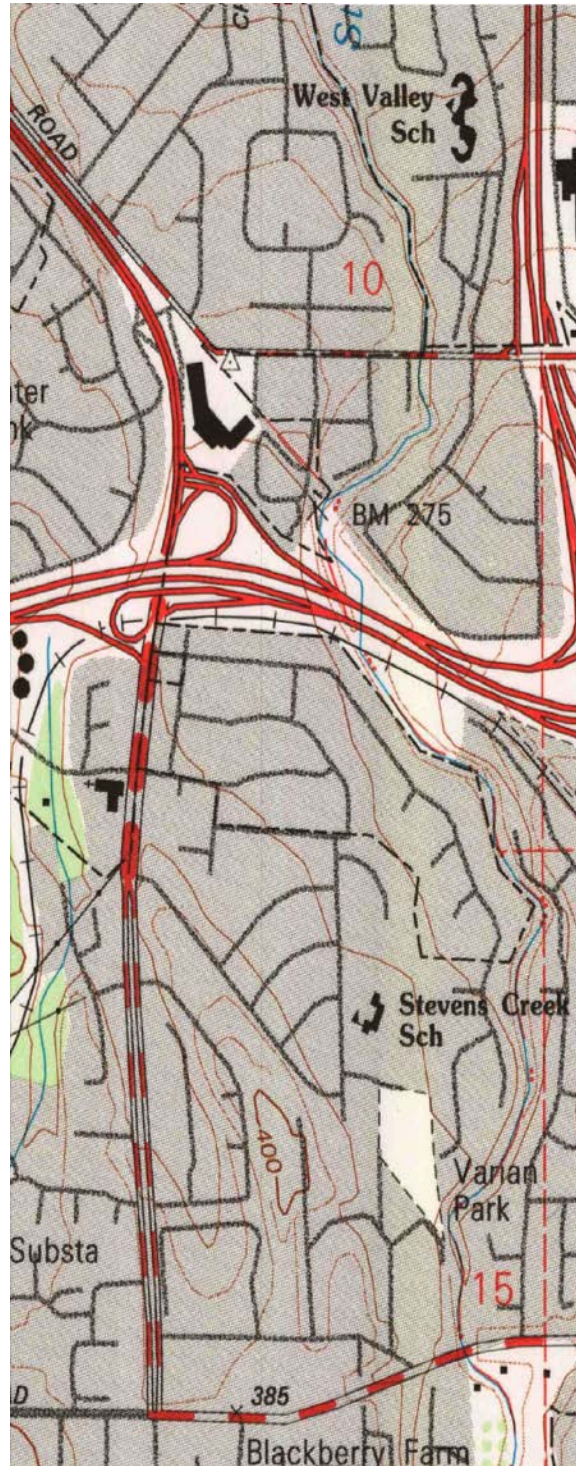 West Valley
Sch
ROAD
10
BM 275
Stevens Creek
Sch
400
Varian
Park
Substa
15
385
D
Blackberry Farm